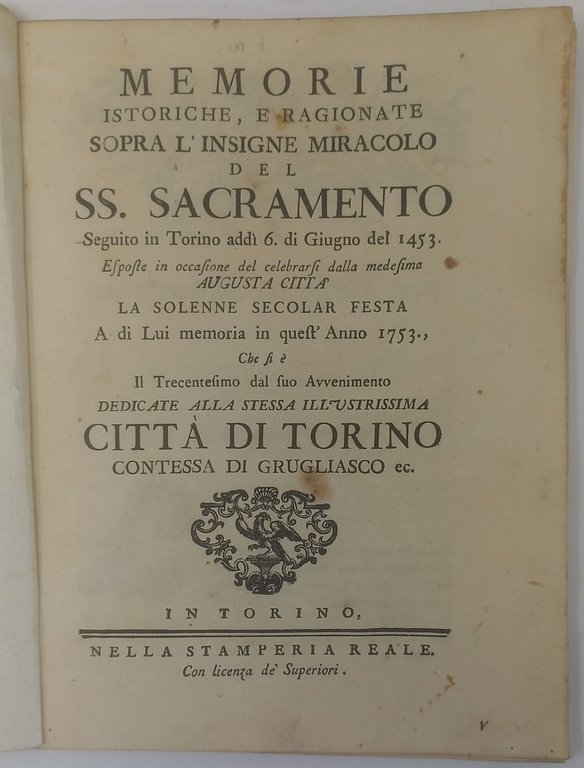 MEMORIE
ISTORICHE, E RAGIONATE
SOPRA L'INSIGNE MIRACOLO
DEL
SS. SACRAMENTO
Seguito in Torino addì 6. di Giugno del 1453.
Eſpoſte in occaſione del celebrarſi dalla medeſima
AUGUSTA CITTA'
LA SOLENNE SECOLAR FESTA
A di Lui memoria in queſt' Anno 1753.,
Che ſi è
Il Trecenteſimo dal ſuo Avvenimento
DEDICATE ALLA STESSA ILLUSTRISSIMA
CITTÀ DI TORINO
CONTESSA DI GRUGLIASCO ec.
IN TORINO,
NELLA STAMPERIA REALE.
Con licenza de' Superiori.
V